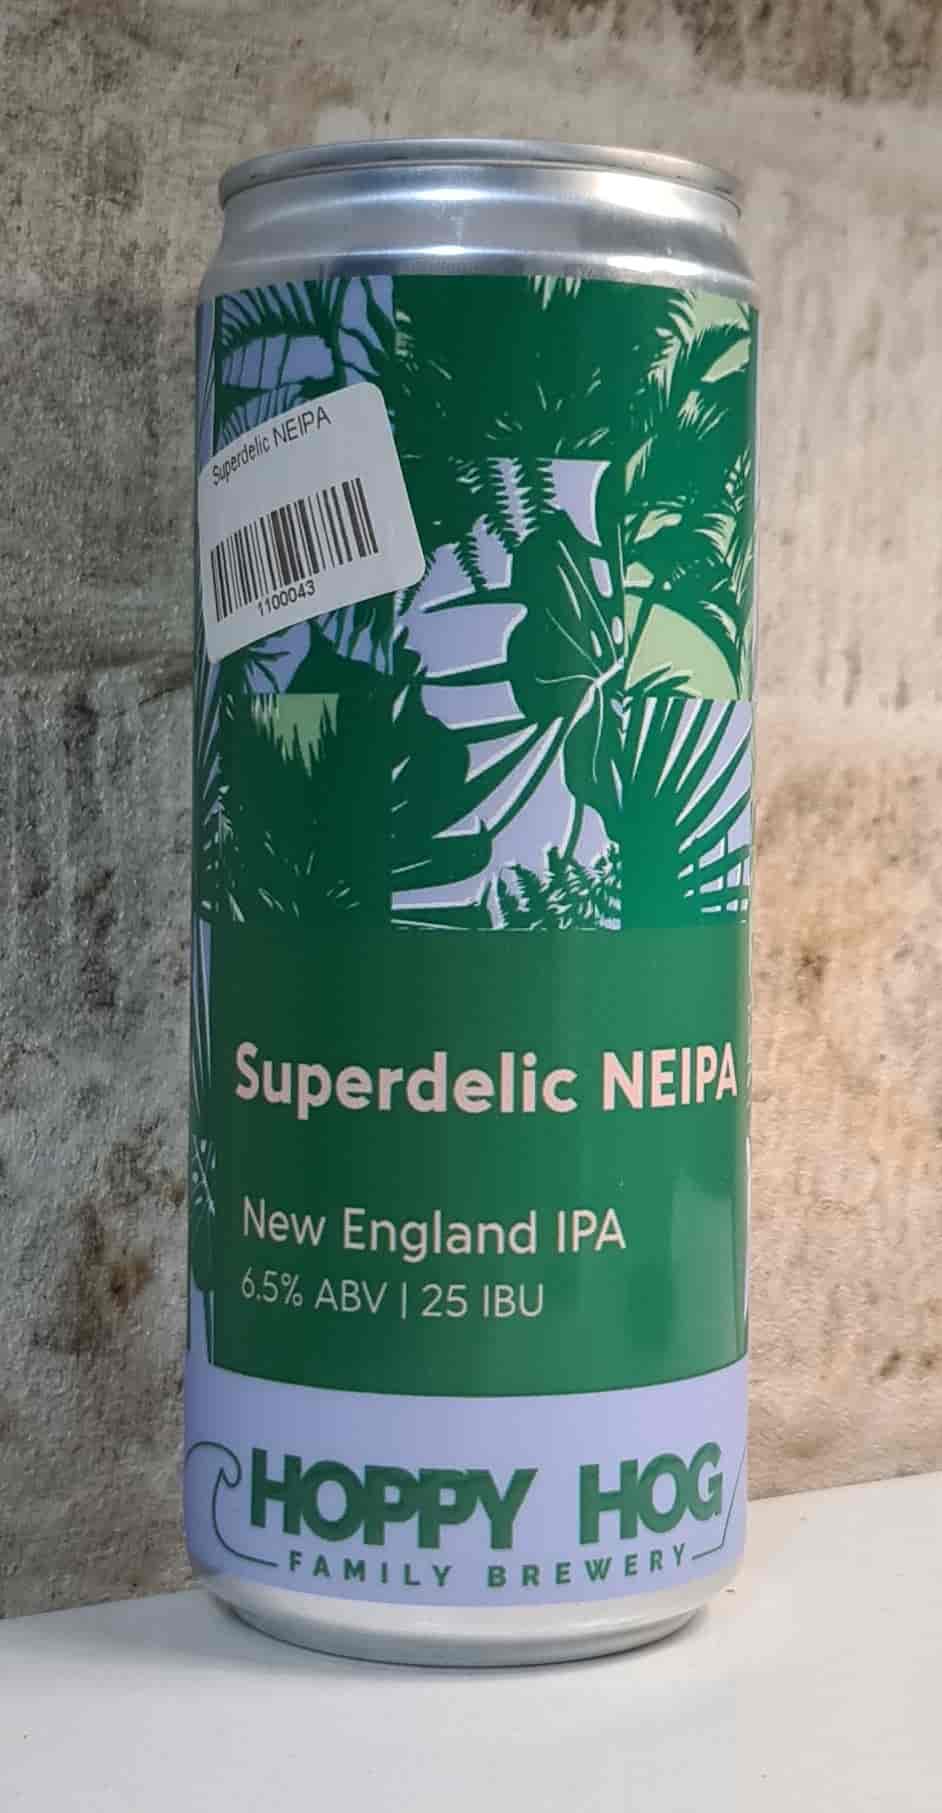 Superdelic NEIPA
1100043
Superdelic NEIPA
New England IPA
6.5% ABV | 25 IBU
HOPPY HOG
FAMILY BREWERY